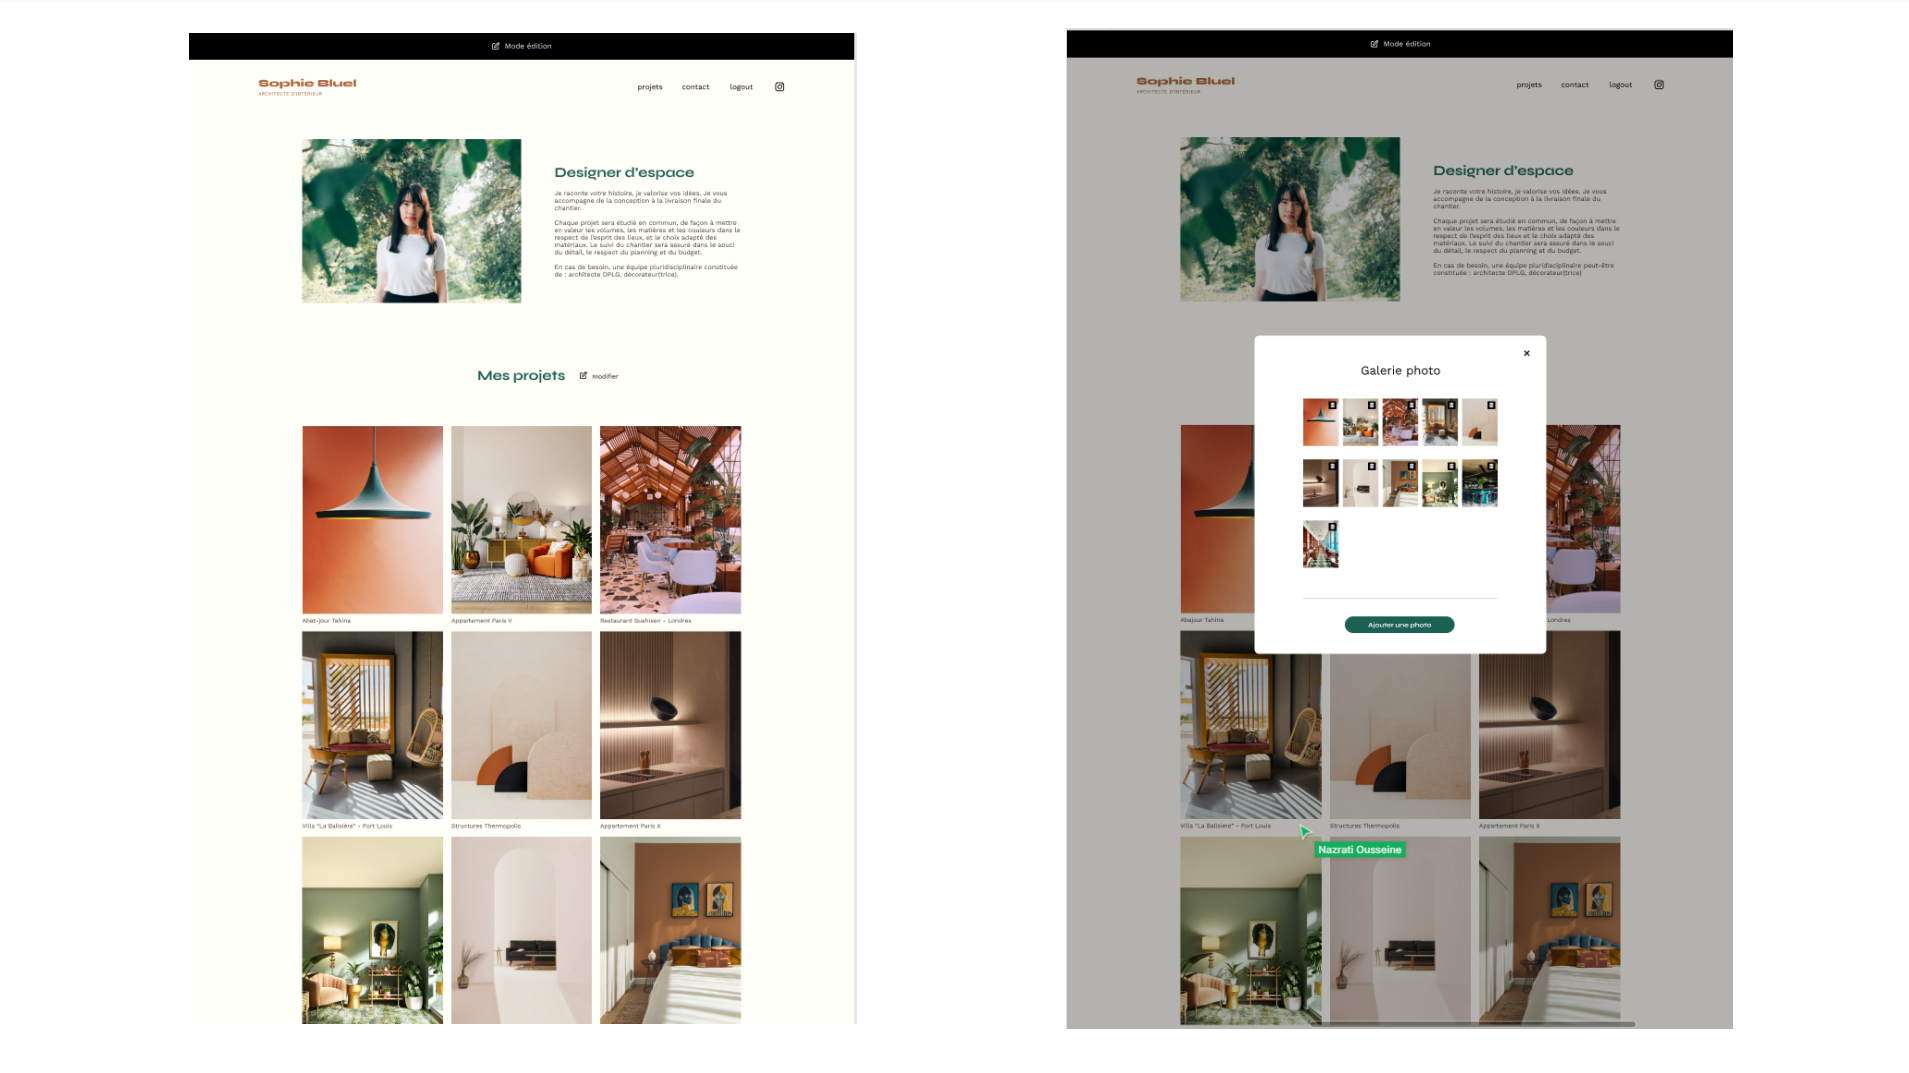 Mode édition
Sophie Bluel
ARCHITECTE D'INTÉRIEUR
projets
contact
logout
Designer d'espace
Je raconte votre histoire, je valorise vos idées. Je vous
accompagne de la conception à la livraison finale du
chantier.
Chaque projet sera étudié en commun, de façon à mettre
en valeur les volumes, les matières et les couleurs dans le
respect de l'esprit des lieux, et le choix adapté des
matériaux. Le suivi du chantier sera assuré dans le souci
du détail, le respect du planning et du budget.
En cas de besoin, une équipe pluridisciplinaire constituée
de : architecte DPLG, décorateur(trice).
Mes projets
modifier
Abat-jour Tahina
Appartement Paris V
Restaurant Sushisen - Londres
Villa "La Balisière" - Port Louis
Structures Thermopolis
Appartement Paris X
Mode édition
Sophie Bluel
ARCHITECTE D'INTÉRIEUR
projets
contact
logout
Designer d'espace
Je raconte votre histoire, je valorise vos idées. Je vous
accompagne de la conception à la livraison finale du
chantier.
Chaque projet sera étudié en commun, de façon à mettre
en valeur les volumes, les matières et les couleurs dans le
respect de l'esprit des lieux et le choix adapté des
matériaux. Le suivi du chantier sera assuré dans le souci
du détail, le respect du planning et du budget.
En cas de besoin, une équipe pluridisciplinaire peut-être
constituée : architecte DPLG, décorateur(trice)
Galerie photo
Ajouter une photo
Abajour Tahina
Londres
Villa "La Balisiere" - Port Louis
Structures Thermopolis
Appartement Paris X
Nazrati Ousseine